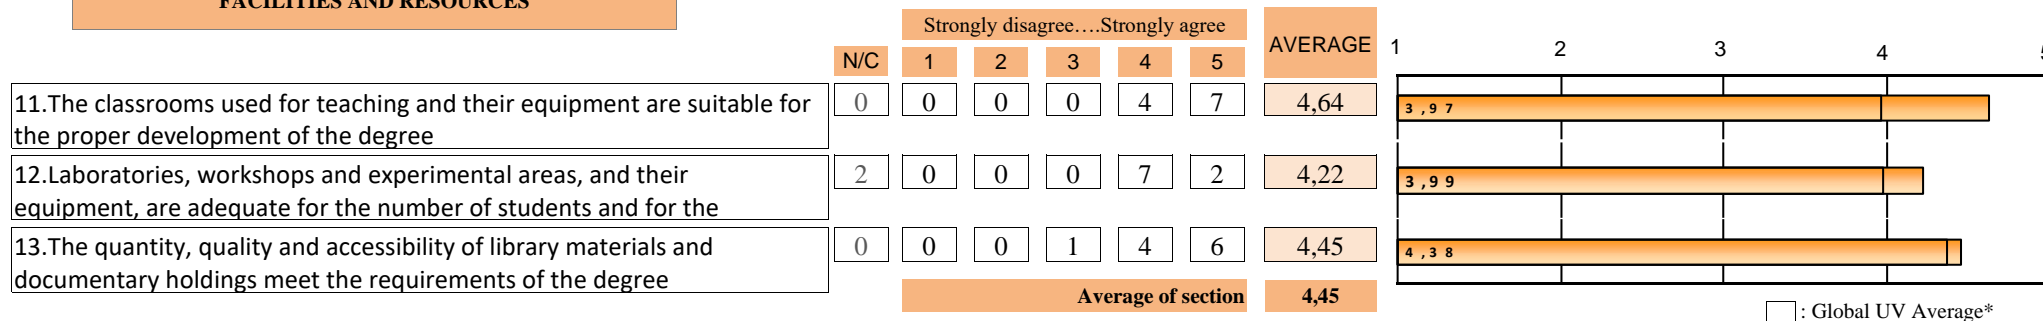 FACILITIES AND RESOURCES
Strongly disagree….Strongly agree
AVERAGE
N/C 1 2 3 4 5
1 2 3 4 5
11.The classrooms used for teaching and their equipment are suitable for
the proper development of the degree
0 0 0 0 4 7 4,64
3,97
12.Laboratories, workshops and experimental areas, and their
equipment, are adequate for the number of students and for the
2 0 0 0 7 2 4,22
3,99
13.The quantity, quality and accessibility of library materials and
documentary holdings meet the requirements of the degree
0 0 0 1 4 6 4,45
4,38
Average of section 4,45
: Global UV Average*